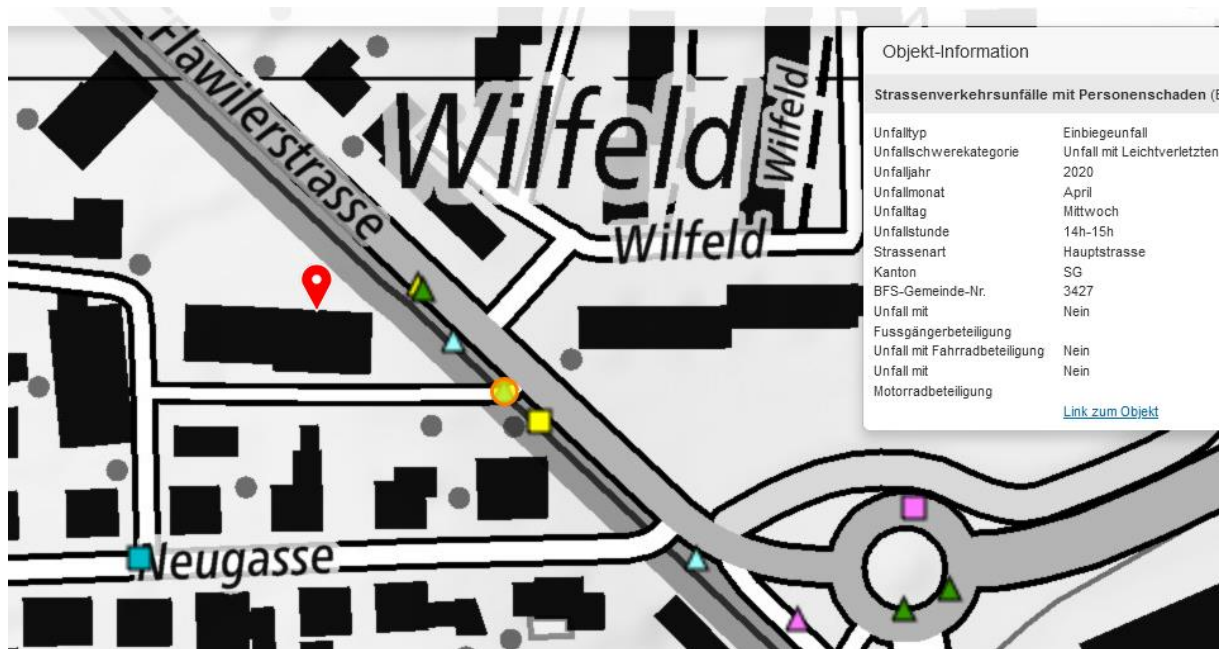 Flawilerstrasse
Wilfeld
Wilfeld
Wilfeld
Neugasse
Objekt-Information
Strassenverkehrsunfälle mit Personenschaden (
Unfalltyp Einbiegeunfall
Unfallschwerekategorie Unfall mit Leichtverletzten
Unfalljahr 2020
Unfallmonat April
Unfalltag Mittwoch
Unfallstunde 14h-15h
Strassenart Hauptstrasse
Kanton SG
BFS-Gemeinde-Nr. 3427
Unfall mit Nein
Fussgängerbeteiligung
Unfall mit Fahrradbeteiligung Nein
Unfall mit Nein
Motorradbeteiligung
Link zum Objekt